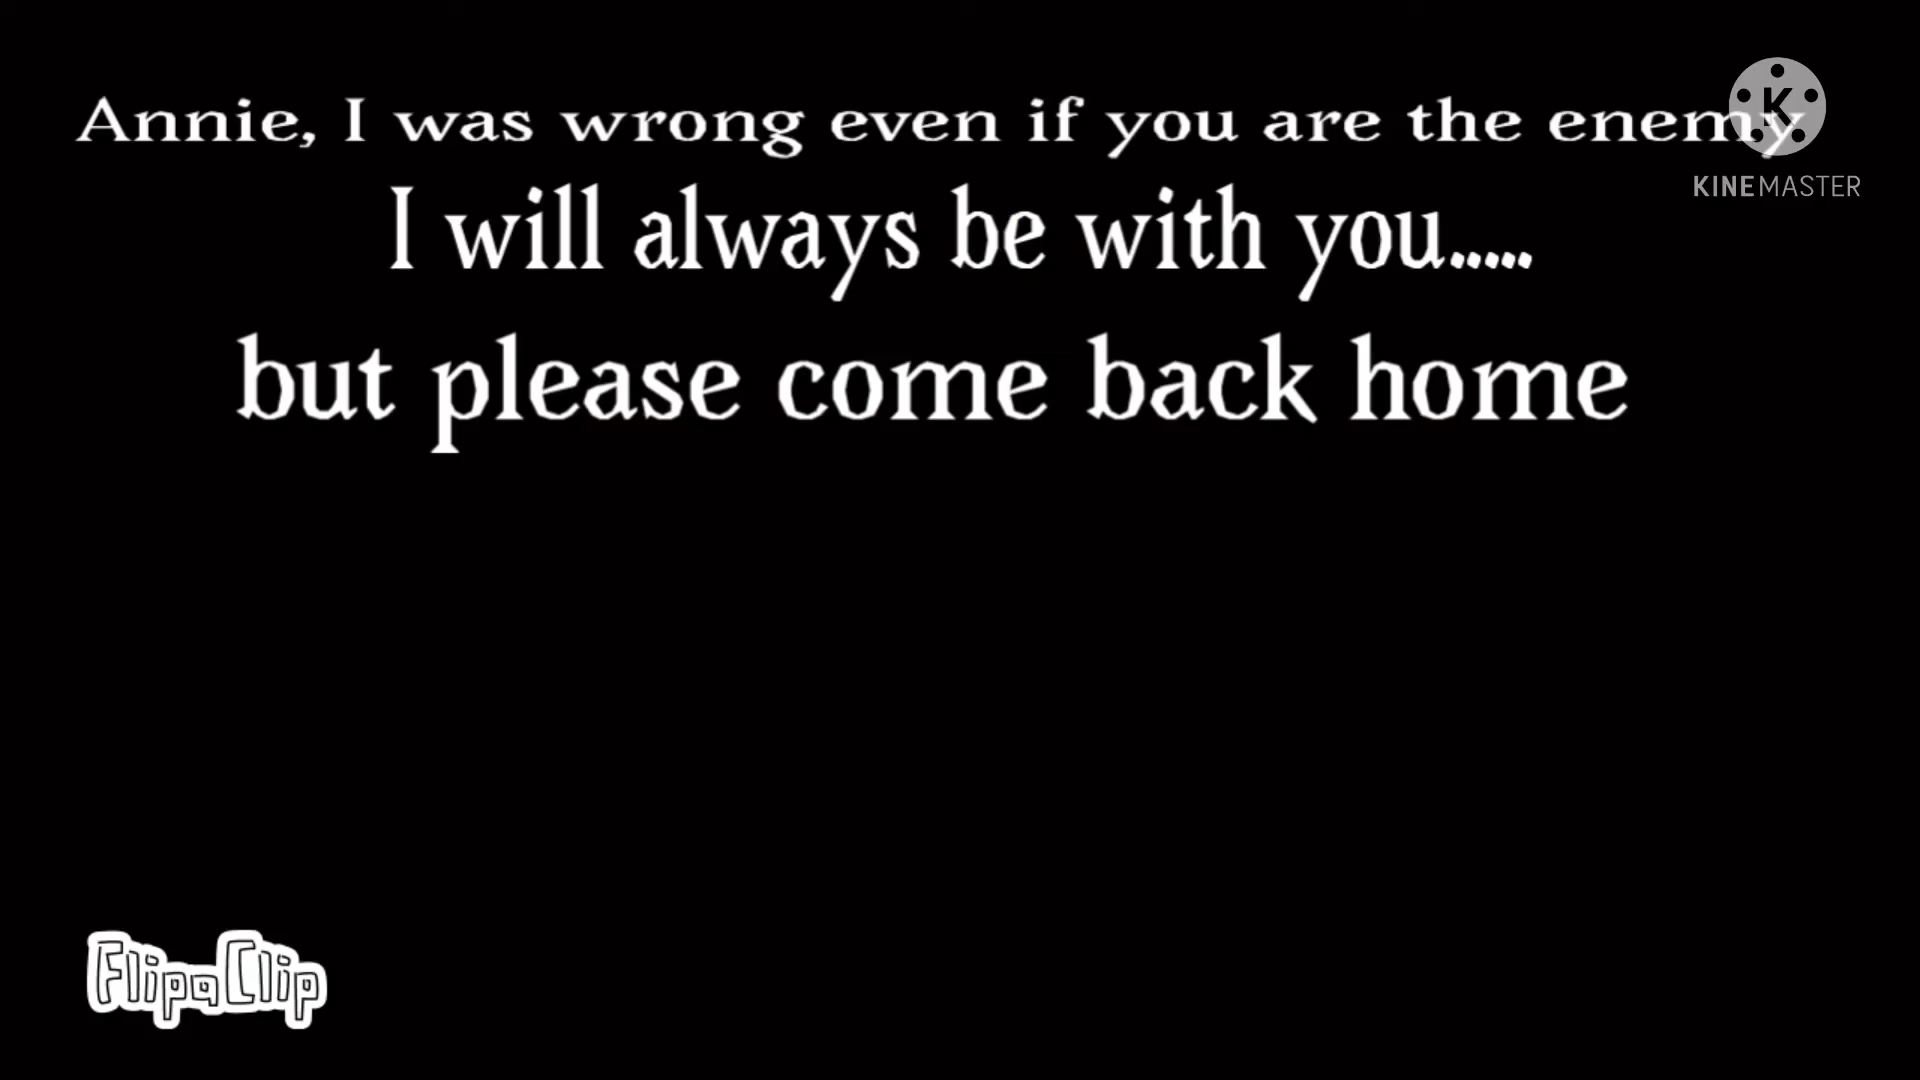 Annie, I was wrong even if you are the enemy
I will always be with you.....
but please come back home
K
KINEMASTER
FlipaClip